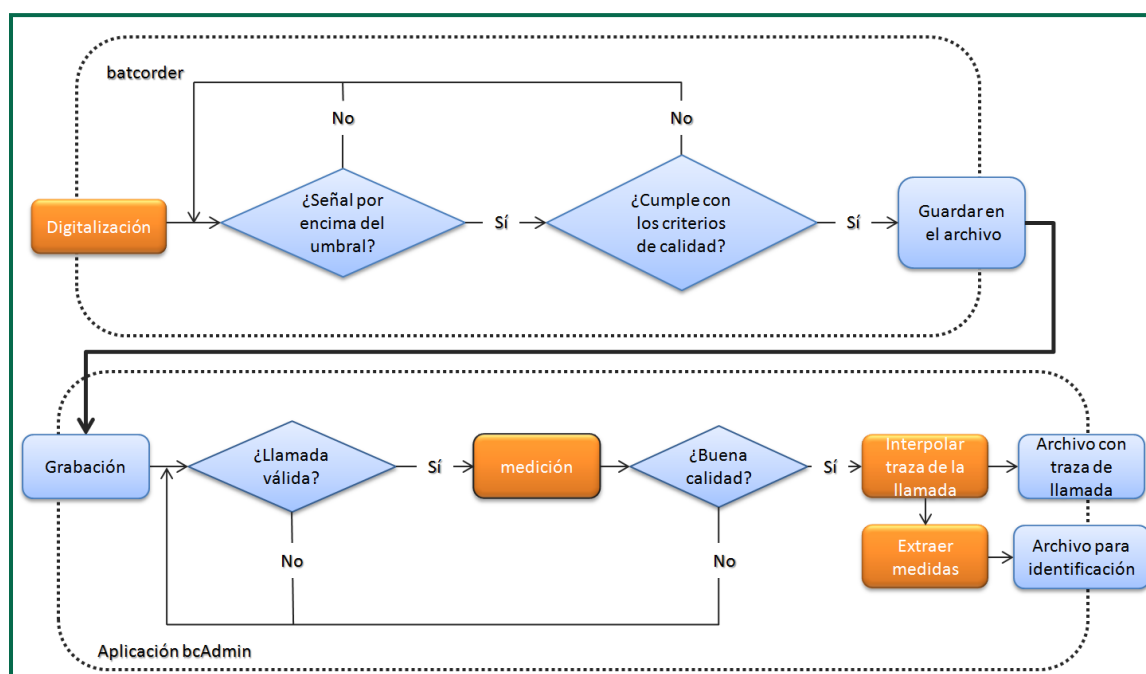 batcorder
No
No
Digitalización
¿Señal por
encima del
umbral?
Sí
¿Cumple con
los criterios
de calidad?
Sí
Guardar en
el archivo
Grabación
¿Llamada
válida?
Sí
medición
¿Buena
calidad?
Sí
Interpolar
traza de la
llamada
Archivo con
traza de
llamada
No
No
Extraer
medidas
Archivo para
identificación
Aplicación bcAdmin